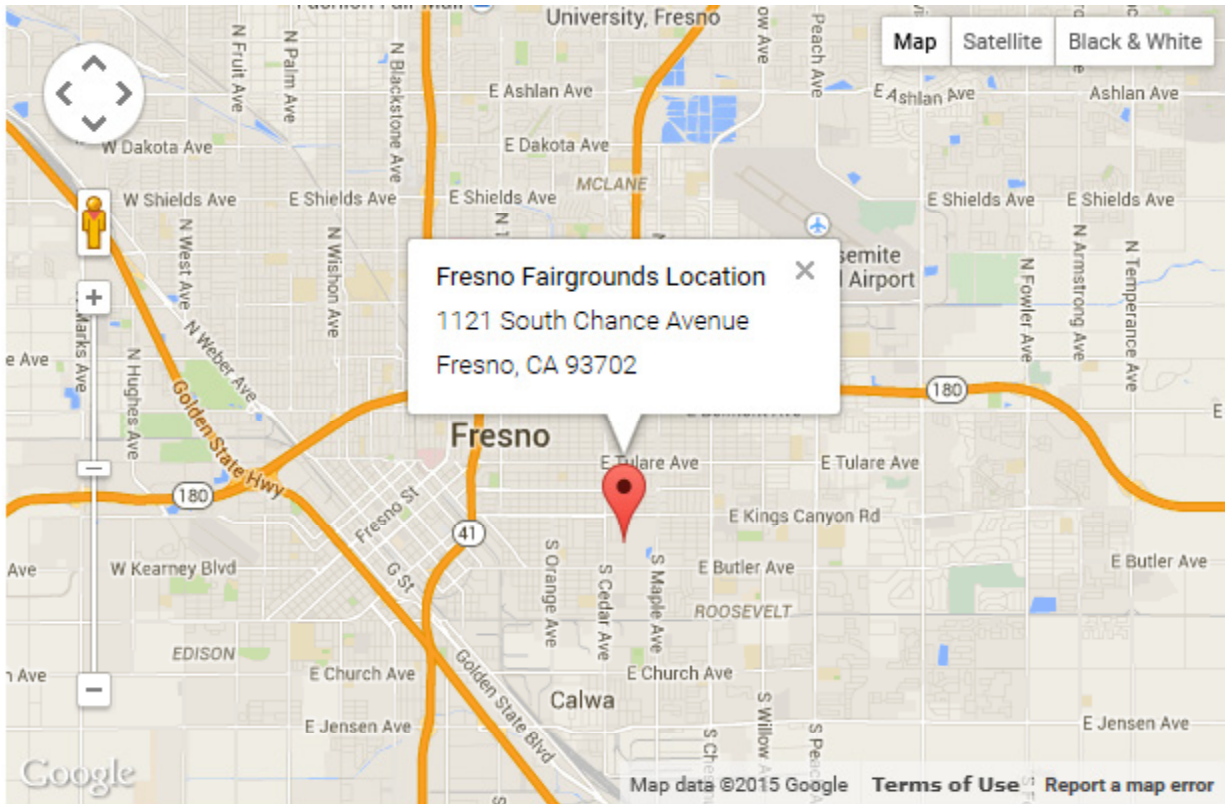 University, Fresno
Map
Satellite
Black & White
N Fruit Ave
N Palm Ave
N Blackstone Ave
Peach Ave
E Ashlan Ave
E Ashlan Ave
Ashlan Ave
W Dakota Ave
E Dakota Ave
MCLANE
W Shields Ave
E Shields Ave
E Shields Ave
E Shields Ave
E Shields Ave
N West Ave
N Wishon Ave
N Weber Ave
N Hughes Ave
Marks Ave
N Fowler Ave
N Armstrong Ave
N Temperance Ave
Airport
Fresno Fairgrounds Location
1121 South Chance Avenue
Fresno, CA 93702
180
Fresno
Golden State Hwy
E Tulare Ave
E Tulare Ave
180
Fresno St
41
E Kings Canyon Rd
Ave
W Kearney Blvd
G St
S Orange Ave
S Cedar Ave
S Maple Ave
E Butler Ave
E Butler Ave
ROOSEVELT
EDISON
E Church Ave
E Church Ave
Golden State Blvd
Calwa
E Jensen Ave
E Jensen Ave
S Willow Ave
Google
Map data ©2015 Google
Terms of Use
Report a map error